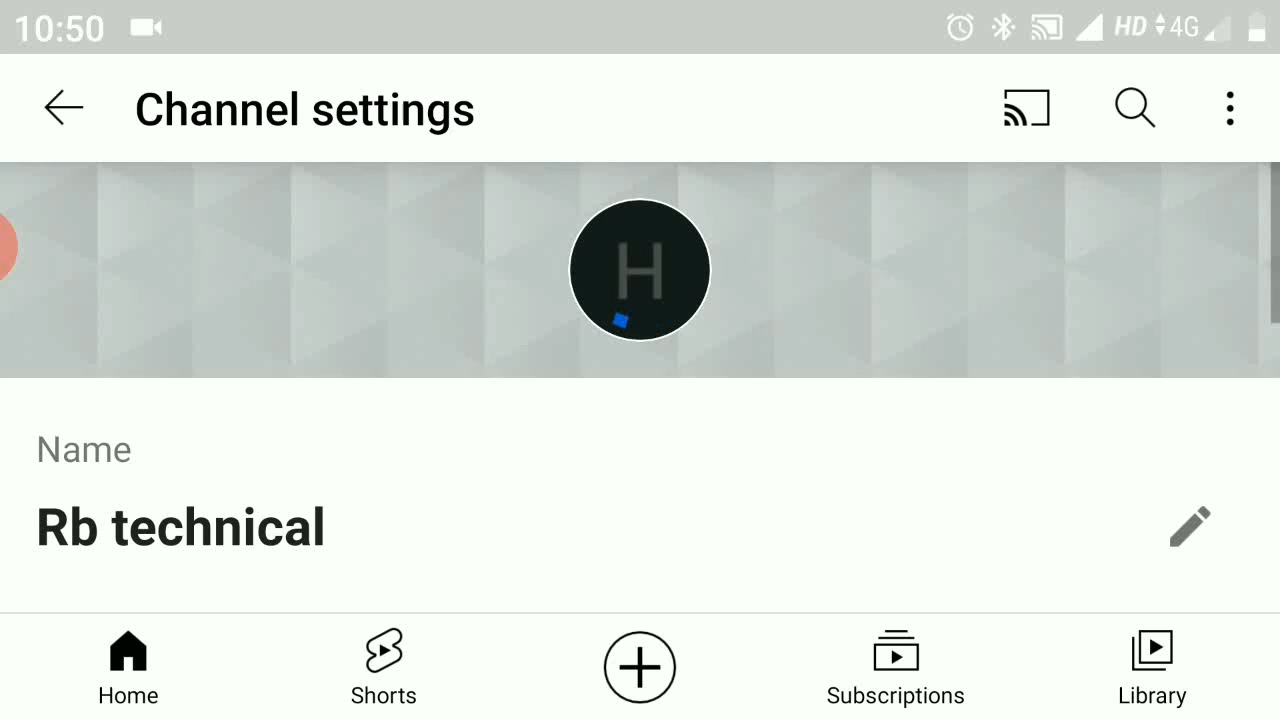 10:50 HD 4G
Channel settings
H
Name
Rb technical
Home Shorts Subscriptions Library